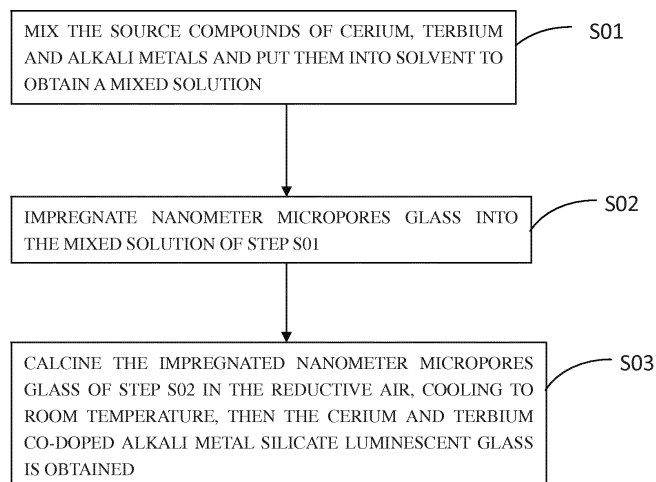 MIX THE SOURCE COMPOUNDS OF CERIUM, TERBIUM
AND ALKALI METALS AND PUT THEM INTO SOLVENT TO
OBTAIN A MIXED SOLUTION
S01
IMPREGNATE NANOMETER MICROPORES GLASS INTO
THE MIXED SOLUTION OF STEP S01
S02
CALCINE THE IMPREGNATED NANOMETER MICROPORES
GLASS OF STEP S02 IN THE REDUCTIVE AIR, COOLING TO
ROOM TEMPERATURE, THEN THE CERIUM AND TERBIUM
CO-DOPED ALKALI METAL SILICATE LUMINESCENT GLASS
IS OBTAINED
S03